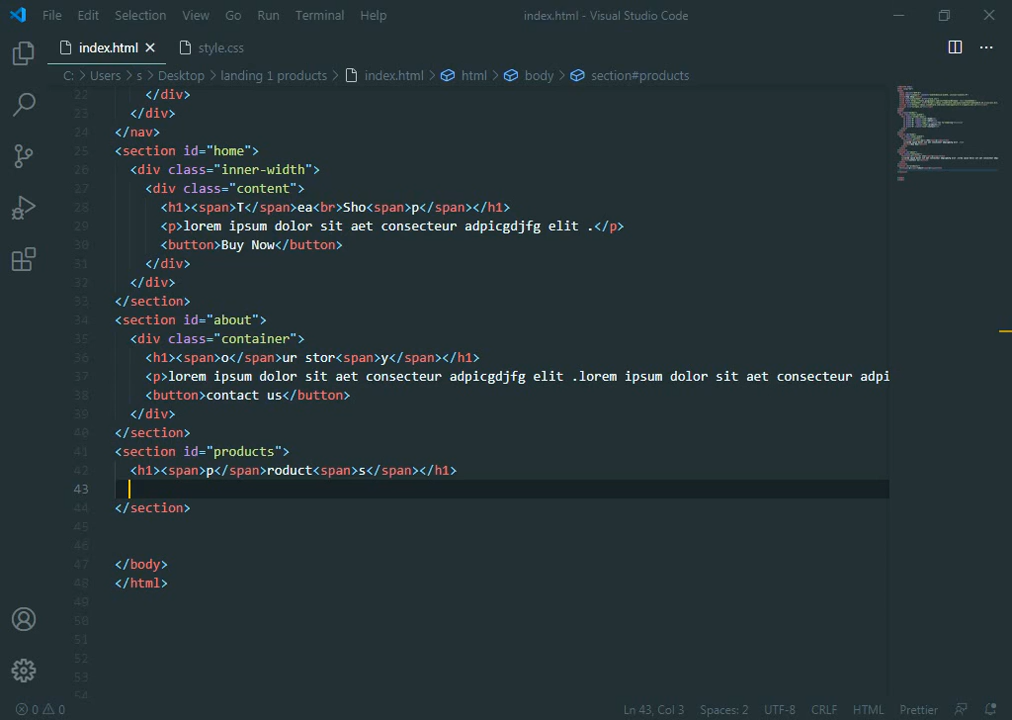 File Edit Selection View Go Run Terminal Help index.html - Visual Studio Code
index.html style.css
C: > Users > s > Desktop > landing 1 products > index.html > html > body > section#products
22 </div>
23 </div>
24 </nav>
25 <section id="home">
26 <div class="inner-width">
27 <div class="content">
28 <h1><span>T</span>ea<br>Sho<span>p</span></h1>
29 <p>lorem ipsum dolor sit aet consecteur adpicgdjfg elit .</p>
30 <button>Buy Now</button>
31 </div>
32 </div>
33 </section>
34 <section id="about">
35 <div class="container">
36 <h1><span>o</span>ur stor<span>y</span></h1>
37 <p>lorem ipsum dolor sit aet consecteur adpicgdjfg elit .lorem ipsum dolor sit aet consecteur adpi
38 <button>contact us</button>
39 </div>
40 </section>
41 <section id="products">
42 <h1><span>p</span>roduct<span>s</span></h1>
43
44 </section>
45
46
47 </body>
48 </html>
49
50
51
52
53
54
0 0 Ln 43, Col 3 Spaces: 2 UTF-8 CRLF HTML Prettier